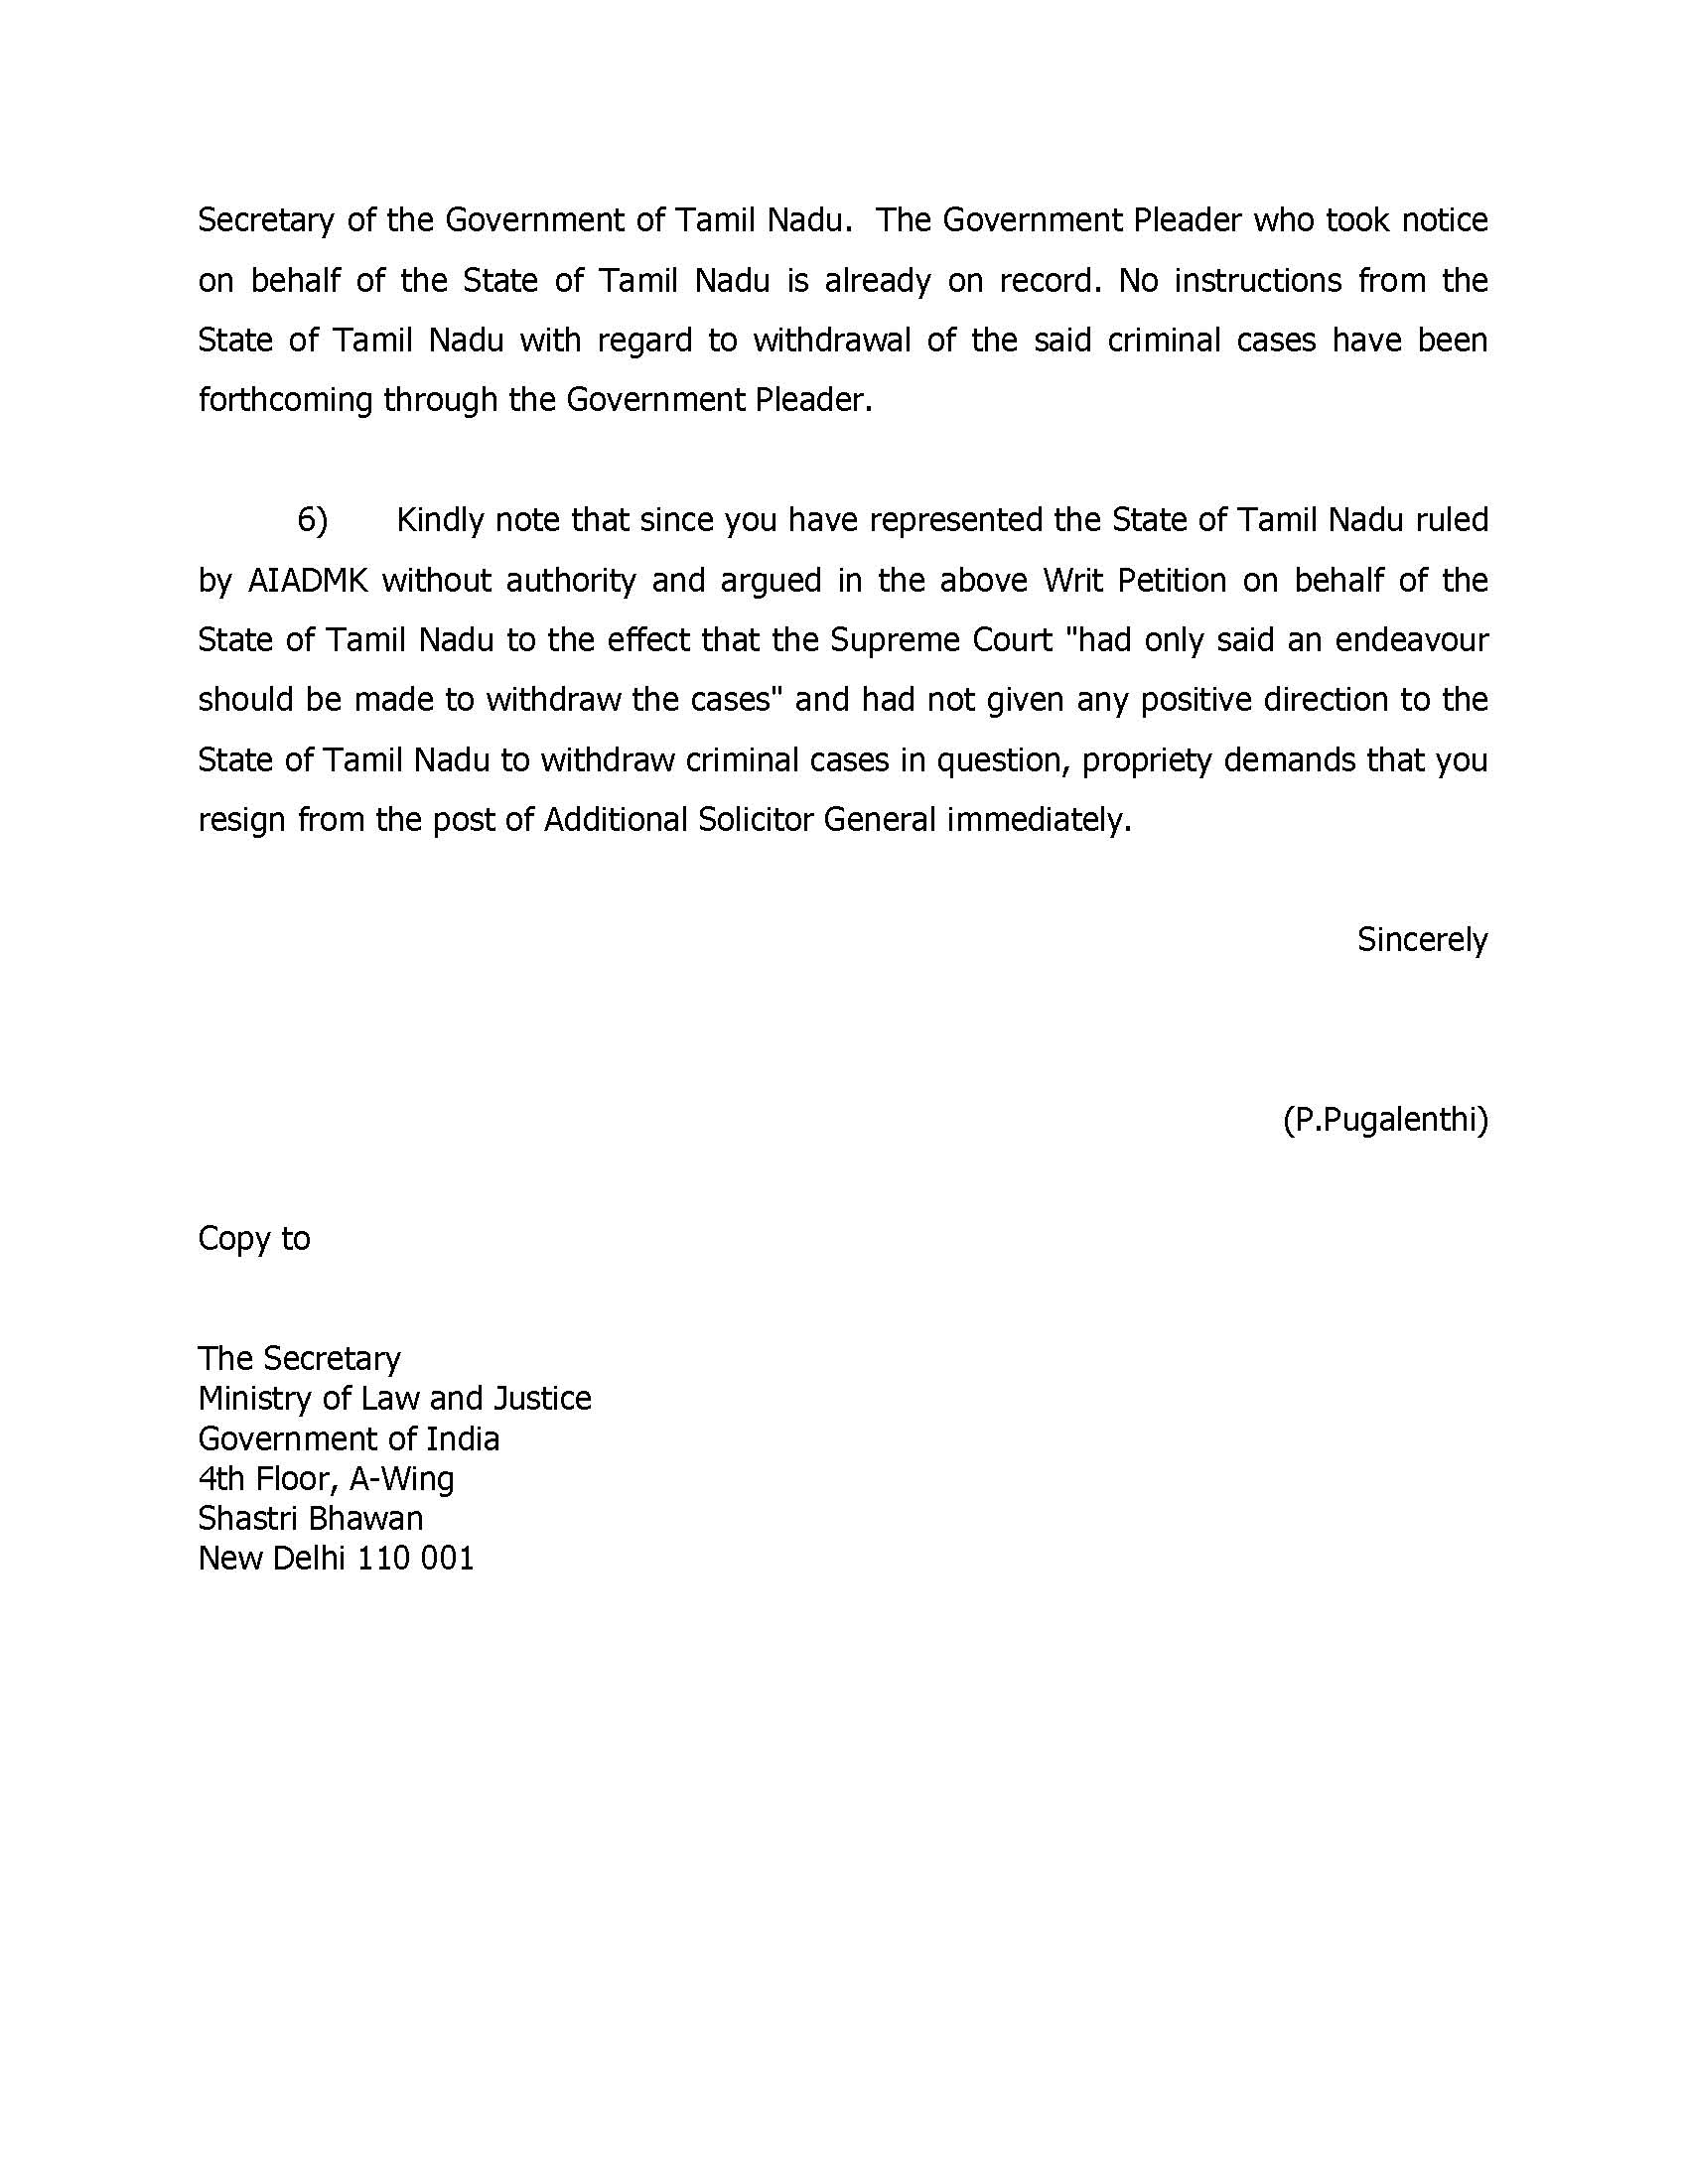 Secretary of the Government of Tamil Nadu.  The Government Pleader who took notice
on behalf of the State of Tamil Nadu is already on record. No instructions from the
State of Tamil Nadu with regard to withdrawal of the said criminal cases have been
forthcoming through the Government Pleader.
6) Kindly note that since you have represented the State of Tamil Nadu ruled
by AIADMK without authority and argued in the above Writ Petition on behalf of the
State of Tamil Nadu to the effect that the Supreme Court "had only said an endeavour
should be made to withdraw the cases" and had not given any positive direction to the
State of Tamil Nadu to withdraw criminal cases in question, propriety demands that you
resign from the post of Additional Solicitor General immediately.
Sincerely
(P.Pugalenthi)
Copy to
The Secretary
Ministry of Law and Justice
Government of India
4th Floor, A-Wing
Shastri Bhawan
New Delhi 110 001